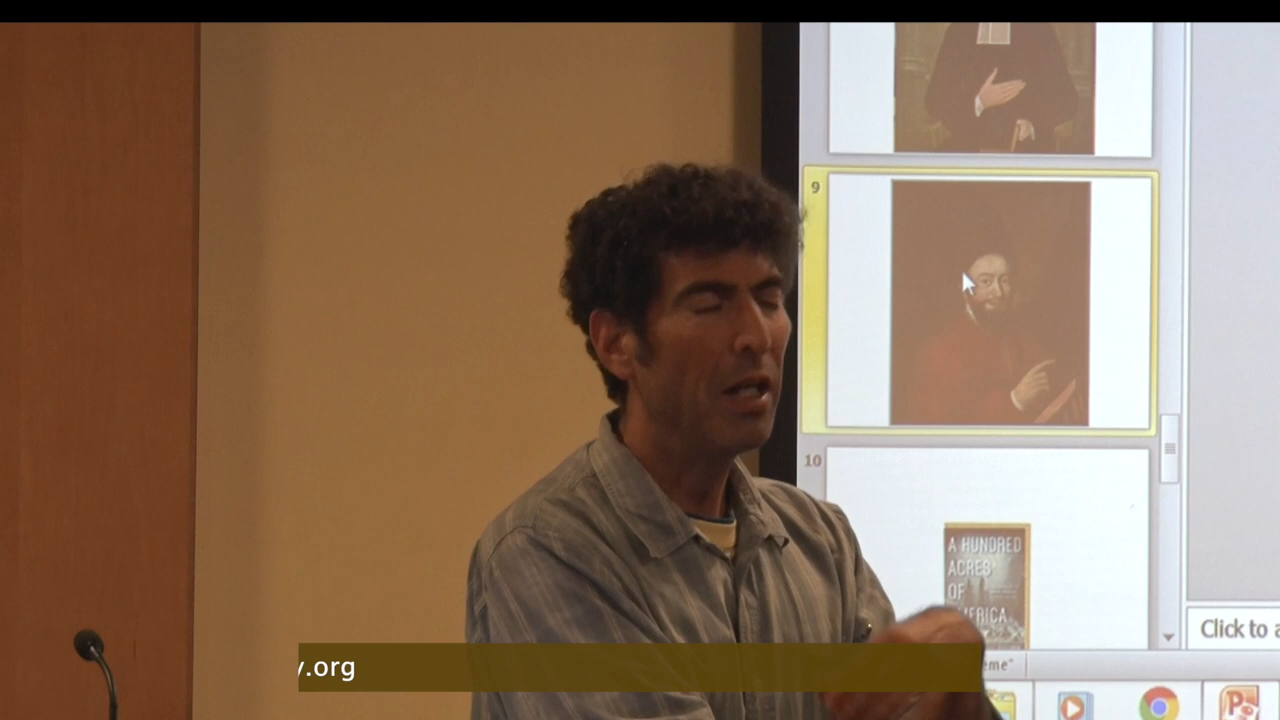 9
10
A HUNDRED
ACRES
OF
Click to
eme"
y.org